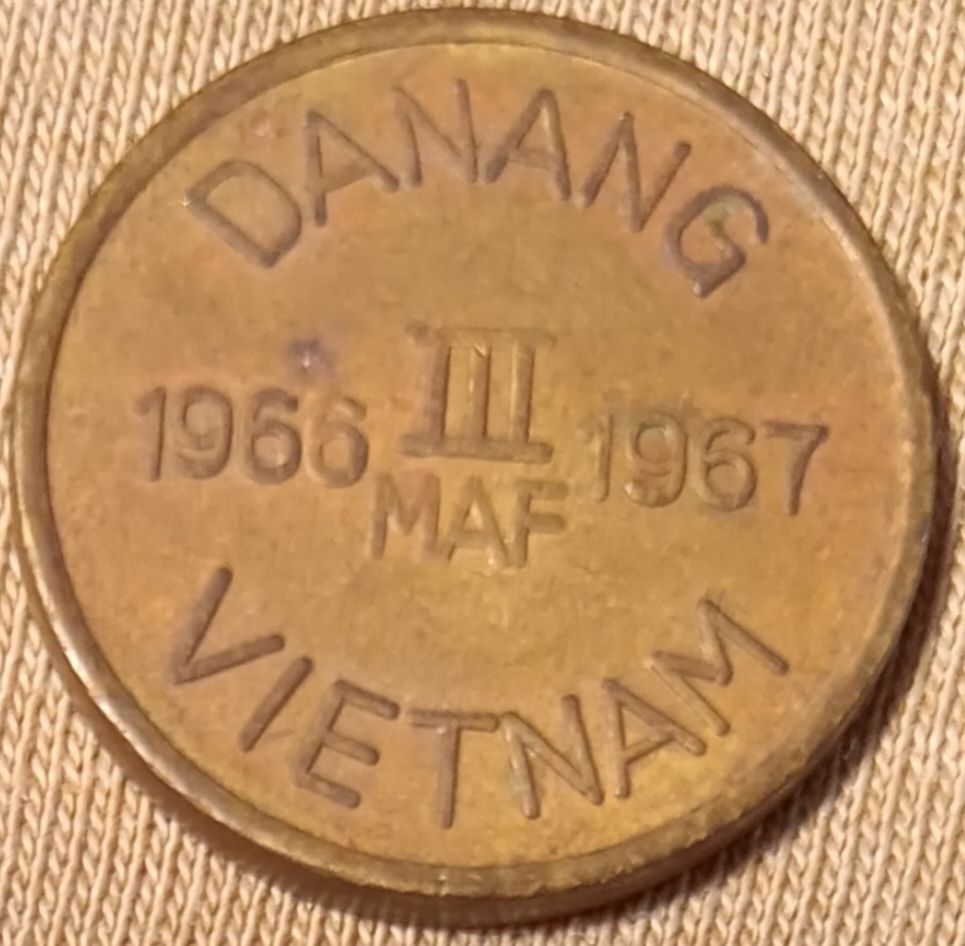 DANANG
1966 III 1967
MAF
VIETNAM